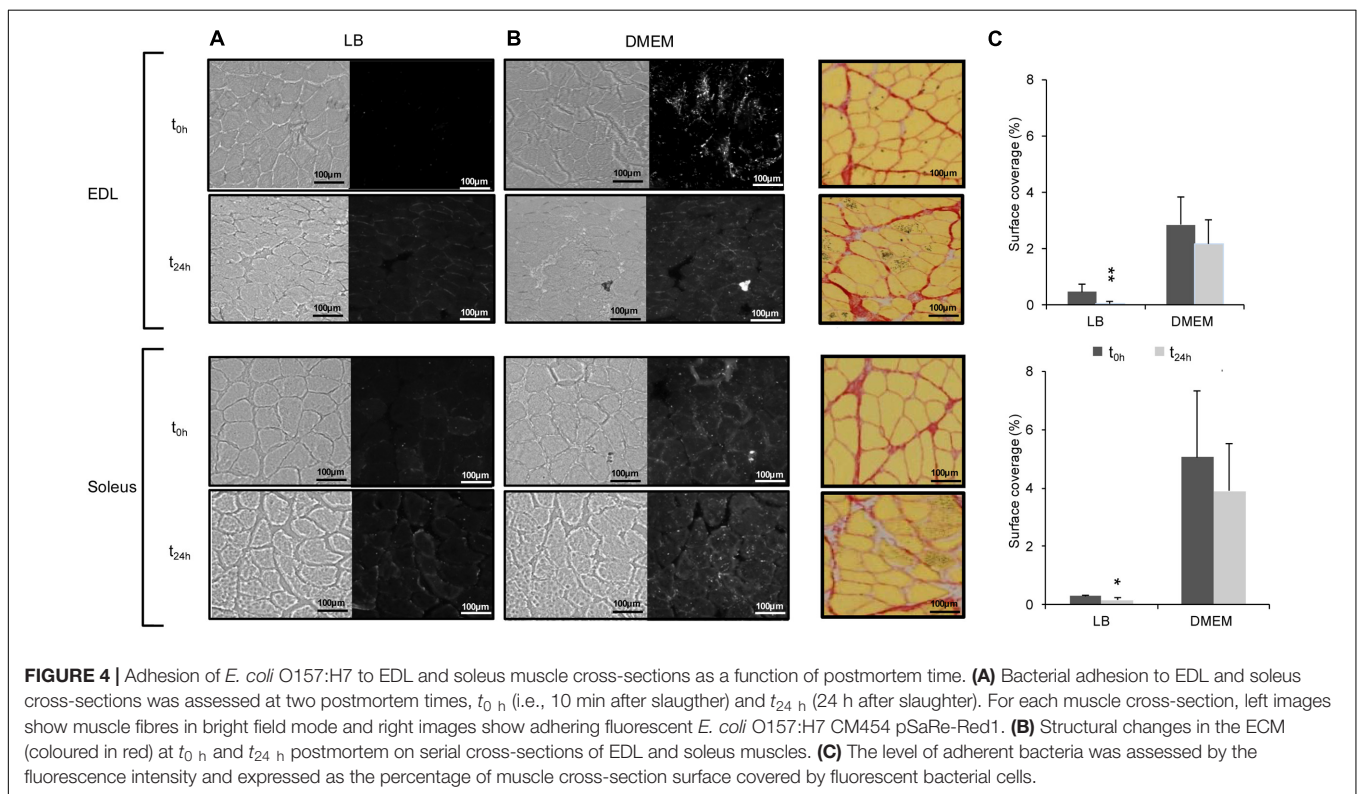 A
LB
B
DMEM
C
EDL
t0h
100µm
100µm
100µm
100µm
100µm
t24h
100µm
100µm
100µm
100µm
100µm
Soleus
t0h
100µm
100µm
100µm
100µm
100µm
t24h
100µm
100µm
100µm
100µm
100µm
Surface coverage (%)
8
6
4
2
0
**
LB
DMEM
t0h
t24h
Surface coverage (%)
8
6
4
2
0
*
LB
DMEM
FIGURE 4 | Adhesion of E. coli O157:H7 to EDL and soleus muscle cross-sections as a function of postmortem time. (A) Bacterial adhesion to EDL and soleus
cross-sections was assessed at two postmortem times, t0 h (i.e., 10 min after slaugther) and t24 h (24 h after slaughter). For each muscle cross-section, left images
show muscle fibres in bright field mode and right images show adhering fluorescent E. coli O157:H7 CM454 pSaRe-Red1. (B) Structural changes in the ECM
(coloured in red) at t0 h and t24 h postmortem on serial cross-sections of EDL and soleus muscles. (C) The level of adherent bacteria was assessed by the
fluorescence intensity and expressed as the percentage of muscle cross-section surface covered by fluorescent bacterial cells.